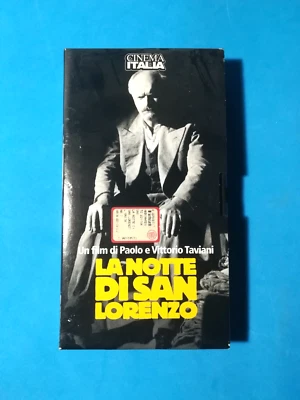 CINEMA
ITALIA
Un film di Paolo e Vittorio Taviani
LA NOTTE
DI SAN
LORENZO